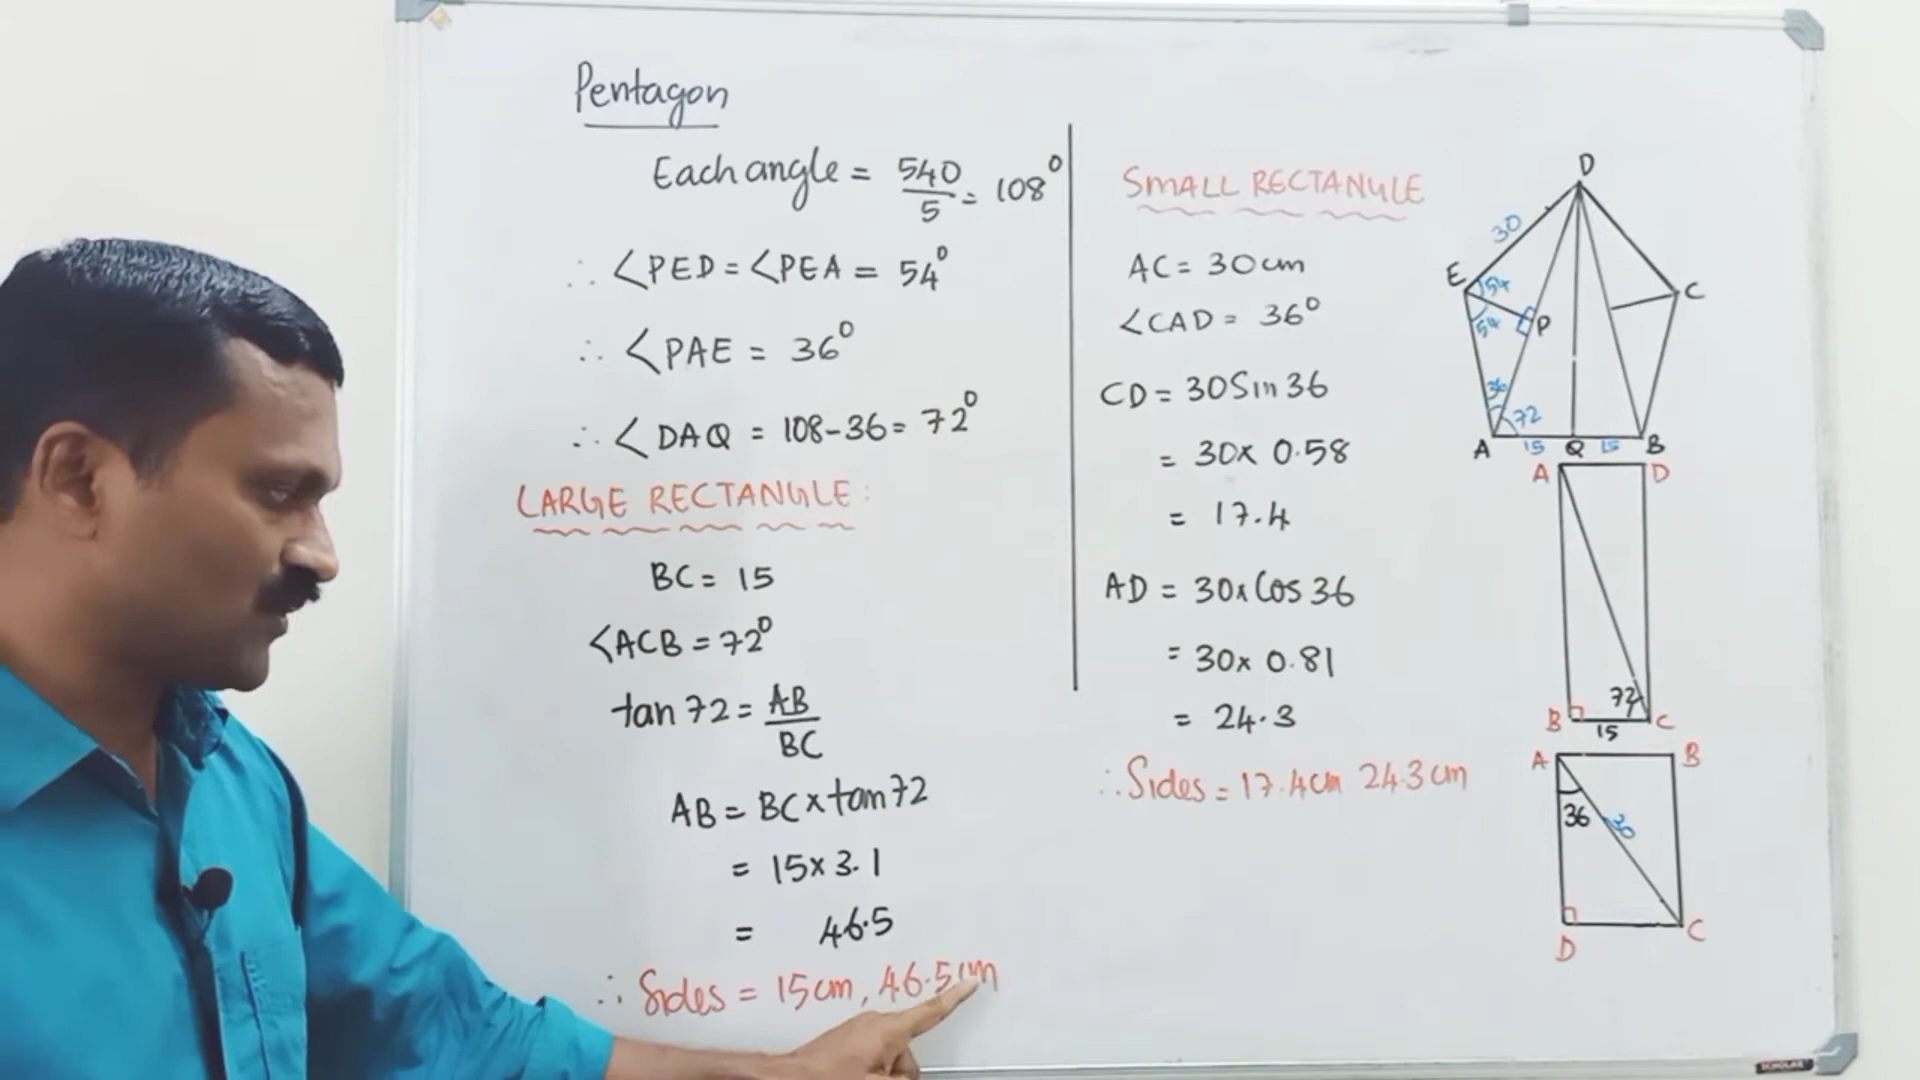 Pentagon
Each angle = 540/5 = 108°
∴ ∠PED = ∠PEA = 54°
∴ ∠PAE = 36°
∴ ∠DAQ = 108-36= 72°
LARGE RECTANGLE:
BC = 15
∠ACB = 72°
tan 72 = AB/BC
AB = BC × tan 72
= 15 × 3.1
= 46.5
∴ Sides = 15cm, 46.5cm
SMALL RECTANGLE
AC = 30cm
∠CAD = 36°
CD = 30 Sin 36
= 30 × 0.58
= 17.4
AD = 30 × Cos 36
= 30 × 0.81
= 24.3
∴ Sides = 17.4cm 24.3cm
D
30
E 54 C
54 P
36
72
A 15 Q 15 B
A D
72
B C
15
A B
36 30
D C
SCHOLAR